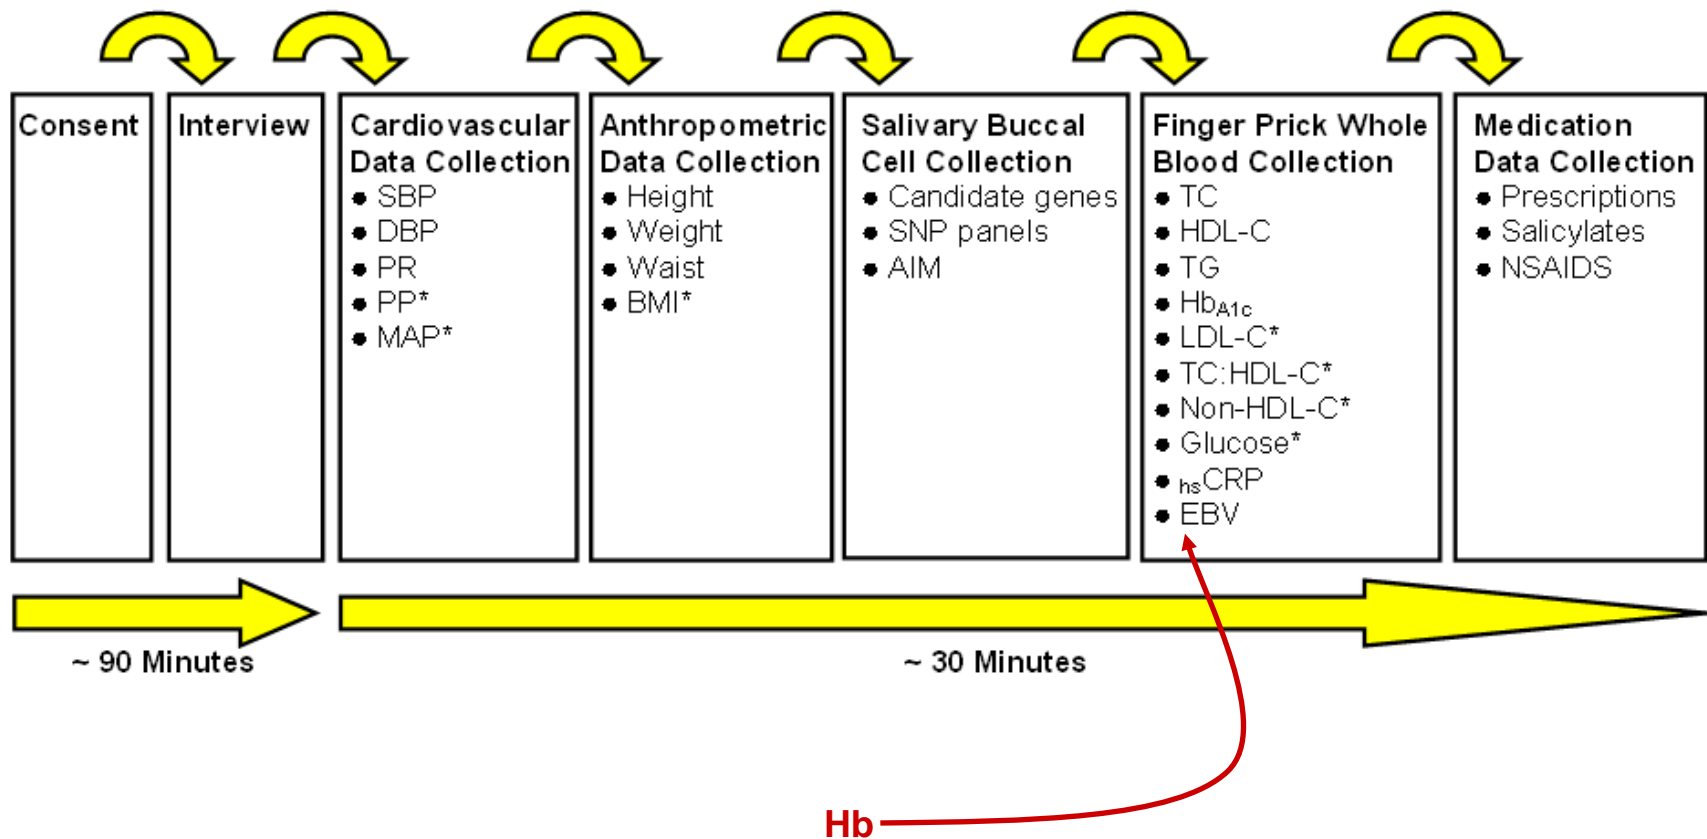 Consent
Interview
Cardiovascular
Data Collection
● SBP
● DBP
● PR
● PP*
● MAP*
Anthropometric
Data Collection
● Height
● Weight
● Waist
● BMI*
Salivary Buccal
Cell Collection
● Candidate genes
● SNP panels
● AIM
Finger Prick Whole
Blood Collection
● TC
● HDL-C
● TG
● HbA1c
● LDL-C*
● TC:HDL-C*
● Non-HDL-C*
● Glucose*
● hsCRP
● EBV
Medication
Data Collection
● Prescriptions
● Salicylates
● NSAIDS
~ 90 Minutes
~ 30 Minutes
Hb